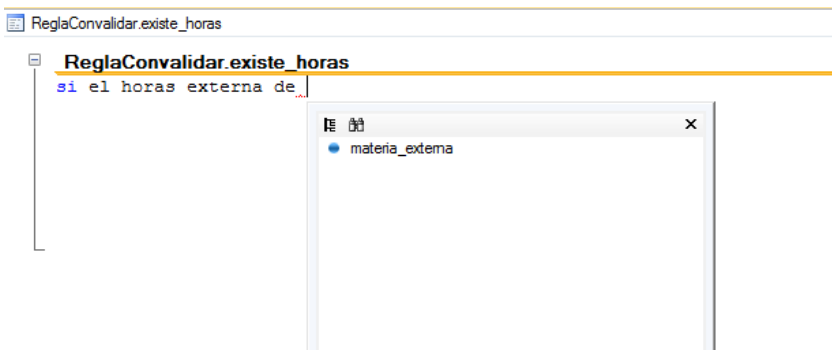 ReglaConvalidar.existe_horas
ReglaConvalidar.existe_horas
si el horas externa de
materia_externa